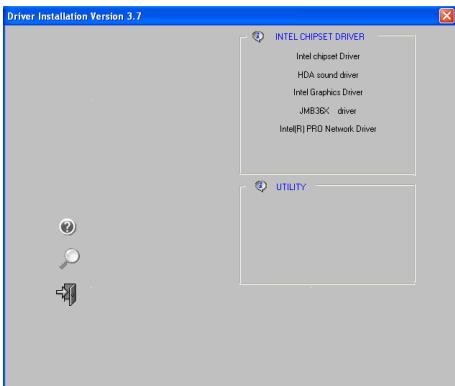 Driver Installation Version 3.7
INTEL CHIPSET DRIVER
Intel chipset Driver
HDA sound driver
Intel Graphics Driver
JMB36X driver
Intel(R) PRO Network Driver
UTILITY